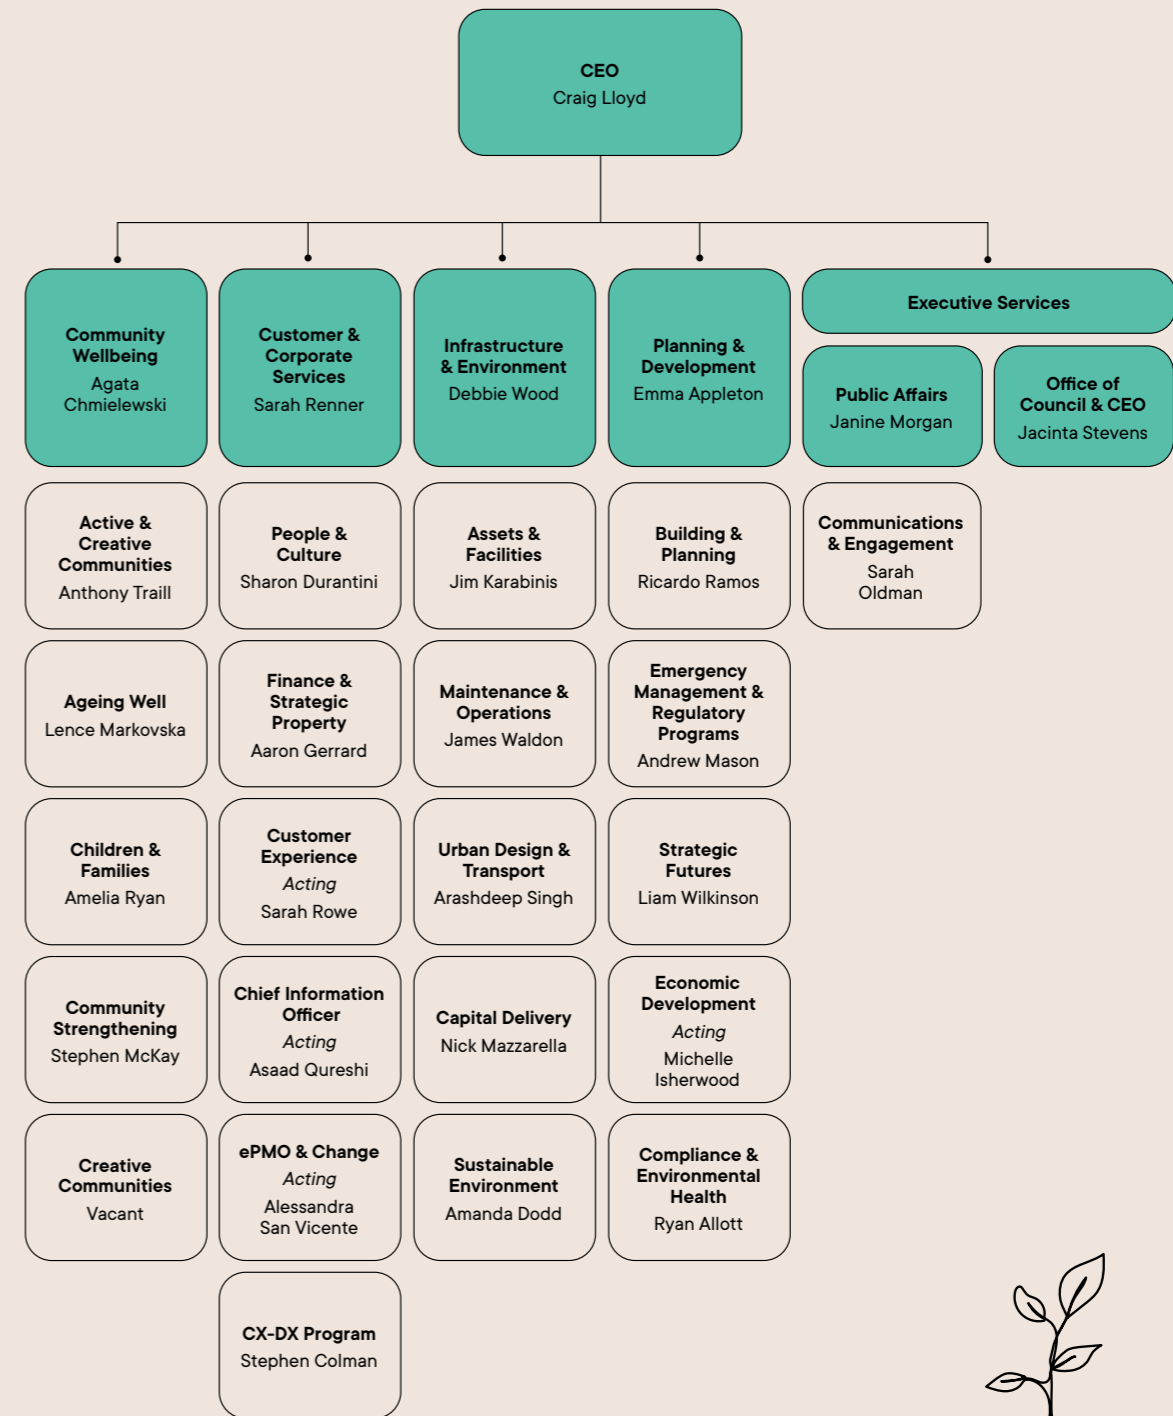 CEO
Craig Lloyd
Community
Wellbeing
Agata
Chmielewski
Customer &
Corporate
Services
Sarah Renner
Infrastructure
& Environment
Debbie Wood
Planning &
Development
Emma Appleton
Executive Services
Public Affairs
Janine Morgan
Office of
Council & CEO
Jacinta Stevens
Active &
Creative
Communities
Anthony Traill
People &
Culture
Sharon Durantini
Assets &
Facilities
Jim Karabinis
Building &
Planning
Ricardo Ramos
Communications
& Engagement
Sarah
Oldman
Ageing Well
Lence Markovska
Finance &
Strategic
Property
Aaron Gerrard
Maintenance &
Operations
James Waldon
Emergency
Management &
Regulatory
Programs
Andrew Mason
Children &
Families
Amelia Ryan
Customer
Experience
Acting
Sarah Rowe
Urban Design &
Transport
Arashdeep Singh
Strategic
Futures
Liam Wilkinson
Community
Strengthening
Stephen McKay
Chief Information
Officer
Acting
Asaad Qureshi
Capital Delivery
Nick Mazzarella
Economic
Development
Acting
Michelle
Isherwood
Creative
Communities
Vacant
ePMO & Change
Acting
Alessandra
San Vicente
Sustainable
Environment
Amanda Dodd
Compliance &
Environmental
Health
Ryan Allott
CX-DX Program
Stephen Colman